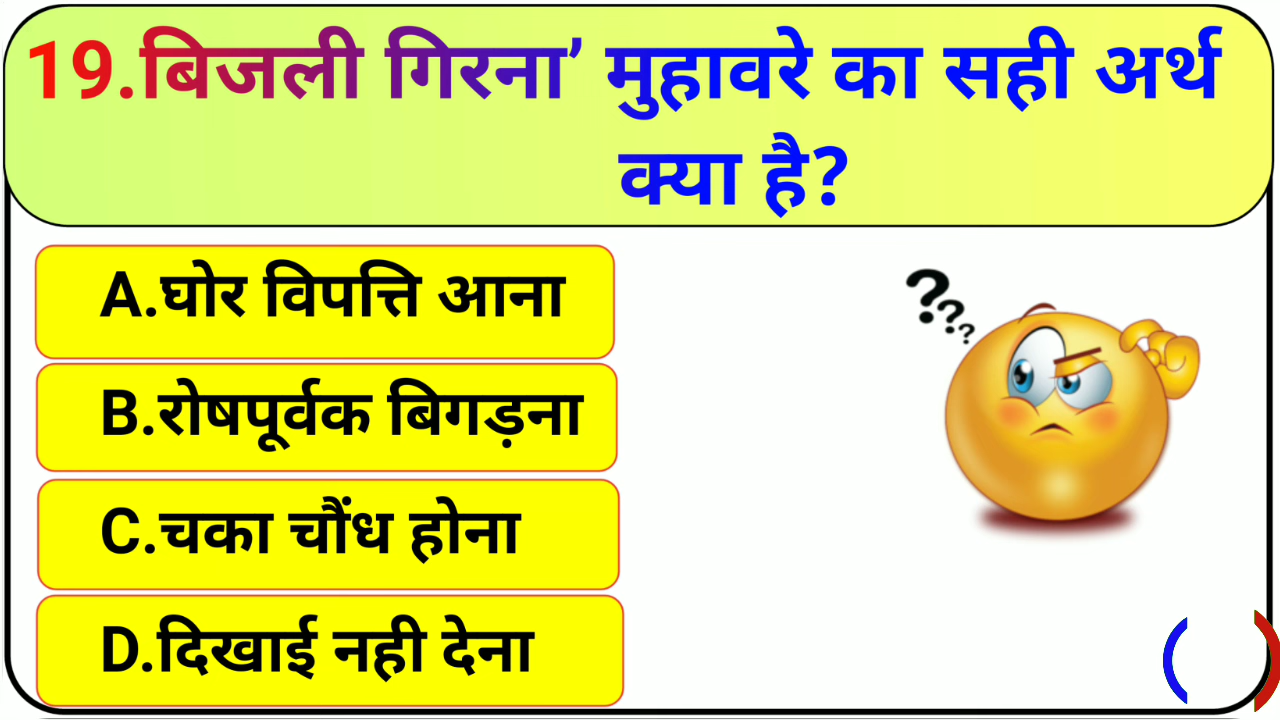 19.बिजली गिरना’ मुहावरे का सही अर्थ
क्या है?
A.घोर विपत्ति आना
B.रोषपूर्वक बिगड़ना
C.चका चौंध होना
D.दिखाई नही देना
???